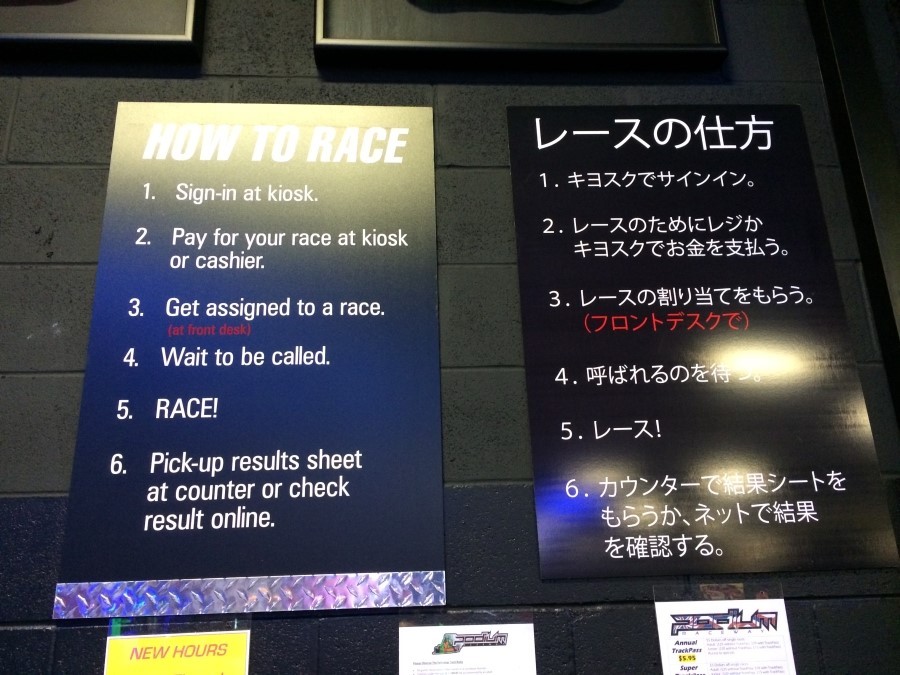 HOW TO RACE
1. Sign-in at kiosk.
2. Pay for your race at kiosk
or cashier.
3. Get assigned to a race.
(at front desk)
4. Wait to be called.
5. RACE!
6. Pick-up results sheet
at counter or check
result online.
レースの仕方
1. キヨスクでサインイン。
2. レースのためにレジか
キヨスクでお金を支払う。
3. レースの割り当てをもらう。
(フロントデスクで)
4. 呼ばれるのを待つ。
5. レース!
6. カウンターで結果シートを
もらうか、ネットで結果
を確認する。
NEW HOURS
PODIUM
PODIUM
RACEWAY
Annual
TrackPass
$5.95
Super